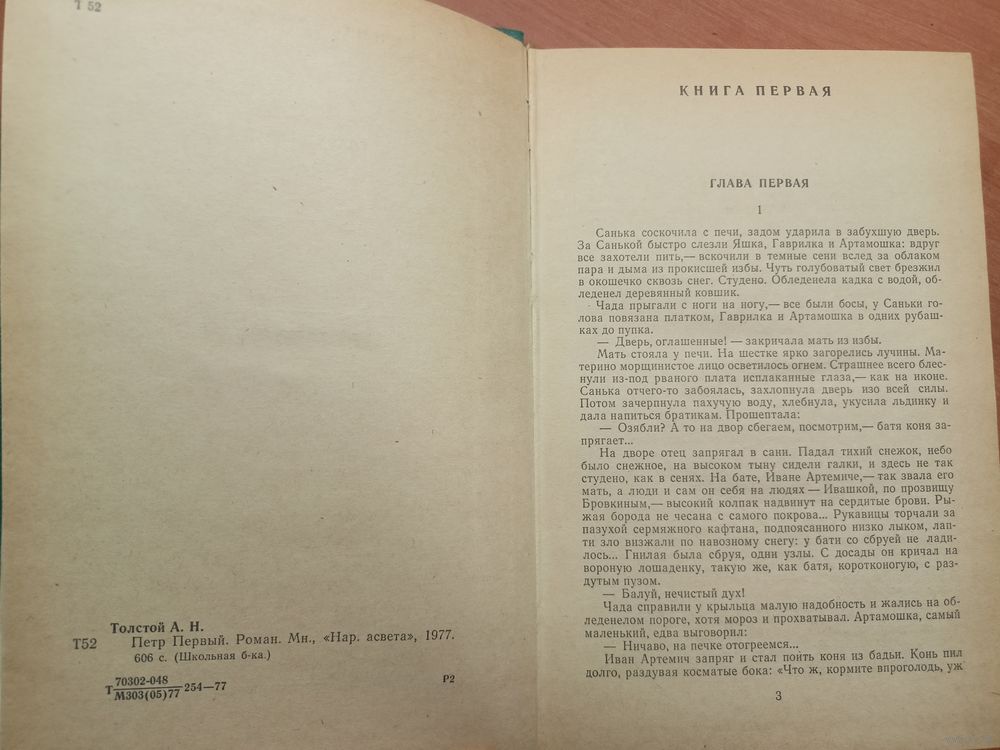 Т 52
Толстой А. Н.
Т52
Петр Первый. Роман. Мн., «Нар. асвета», 1977.
606 с. (Школьная б-ка.)
70302-048
Т М303(05)77 254—77
Р2
КНИГА ПЕРВАЯ
ГЛАВА ПЕРВАЯ
1
Санька соскочила с печи, задом ударила в забухшую дверь.
За Санькой быстро слезли Яшка, Гаврилка и Артамошка: вдруг
все захотели пить,— вскочили в темные сени вслед за облаком
пара и дыма из прокисшей избы. Чуть голубоватый свет брезжил
в окошечко сквозь снег. Студено. Обледенела кадка с водой, об-
леденел деревянный ковшик.
Чада прыгали с ноги на ногу,— все были босы, у Саньки го-
лова повязана платком, Гаврилка и Артамошка в одних рубаш-
ках до пупка.
— Дверь, оглашенные! — закричала мать из избы.
Мать стояла у печи. На шестке ярко загорелись лучины. Ма-
терино морщинистое лицо осветилось огнем. Страшнее всего блес-
нули из-под рваного плата исплаканные глаза,— как на иконе.
Санька отчего-то забоялась, захлопнула дверь изо всей силы.
Потом зачерпнула пахучую воду, хлебнула, укусила льдинку и
дала напиться братикам. Прошептала:
— Озябли? А то на двор сбегаем, посмотрим,— батя коня за-
прягает...
На дворе отец запрягал в сани. Падал тихий снежок, небо
было снежное, на высоком тыну сидели галки, и здесь не так
студено, как в сенях. На бате, Иване Артемиче,— так звала его
мать, а люди и сам он себя на людях — Ивашкой, по прозвищу
Бровкиным,— высокий колпак надвинут на сердитые брови. Ры-
жая борода не чесана с самого покрова... Рукавицы торчали за
пазухой сермяжного кафтана, подпоясанного низко лыком, лап-
ти зло визжали по навозному снегу: у бати со сбруей не лади-
лось... Гнилая была сбруя, одни узлы. С досады он кричал на
вороную лошаденку, такую же, как батя, коротконогую, с раз-
дутым пузом.
— Балуй, нечистый дух!
Чада справили у крыльца малую надобность и жались на об-
леденелом пороге, хотя мороз и прохватывал. Артамошка, самый
маленький, едва выговорил:
— Ничаво, на печке отогреемся...
Иван Артемич запряг и стал поить коня из бадьи. Конь пил
долго, раздувая косматые бока: «Что ж, кормите впроголодь, уж
3